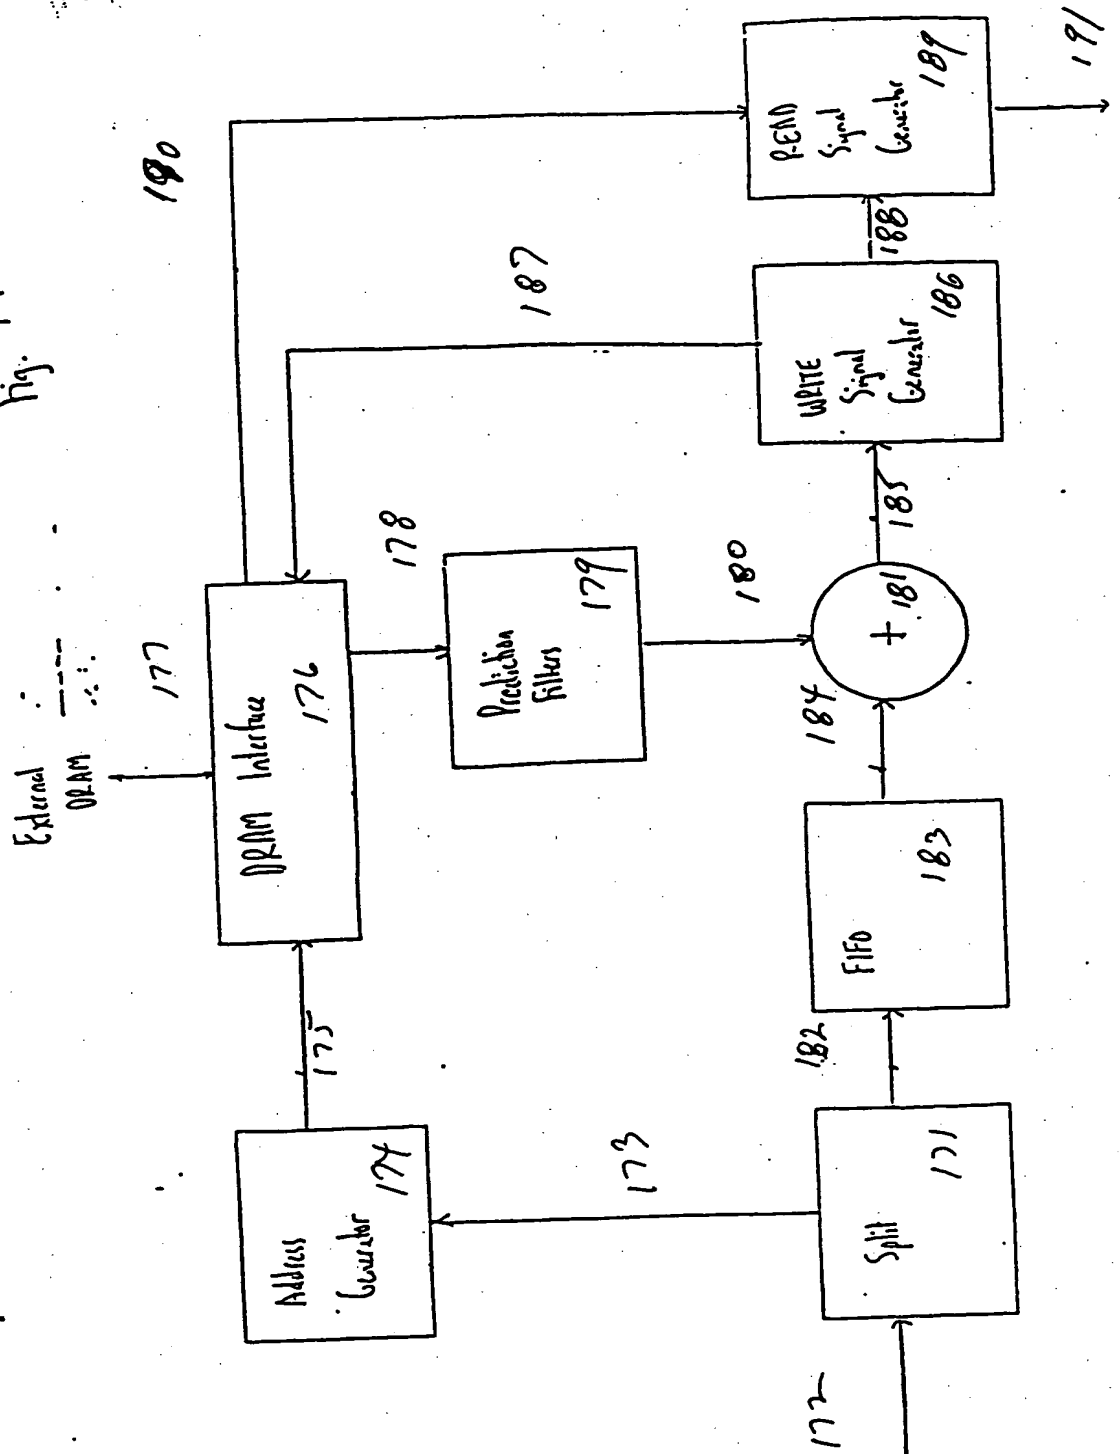 Fig.
External
DRAM
177
190
DRAM Interface
176
175
Address
Generator
174
178
187
Prediction
Filters
179
173
180
READ
Signal
Generator
189
191
188
WRITE
Signal
Generator
186
185
+
181
184
FIFO
183
182
Split
171
172